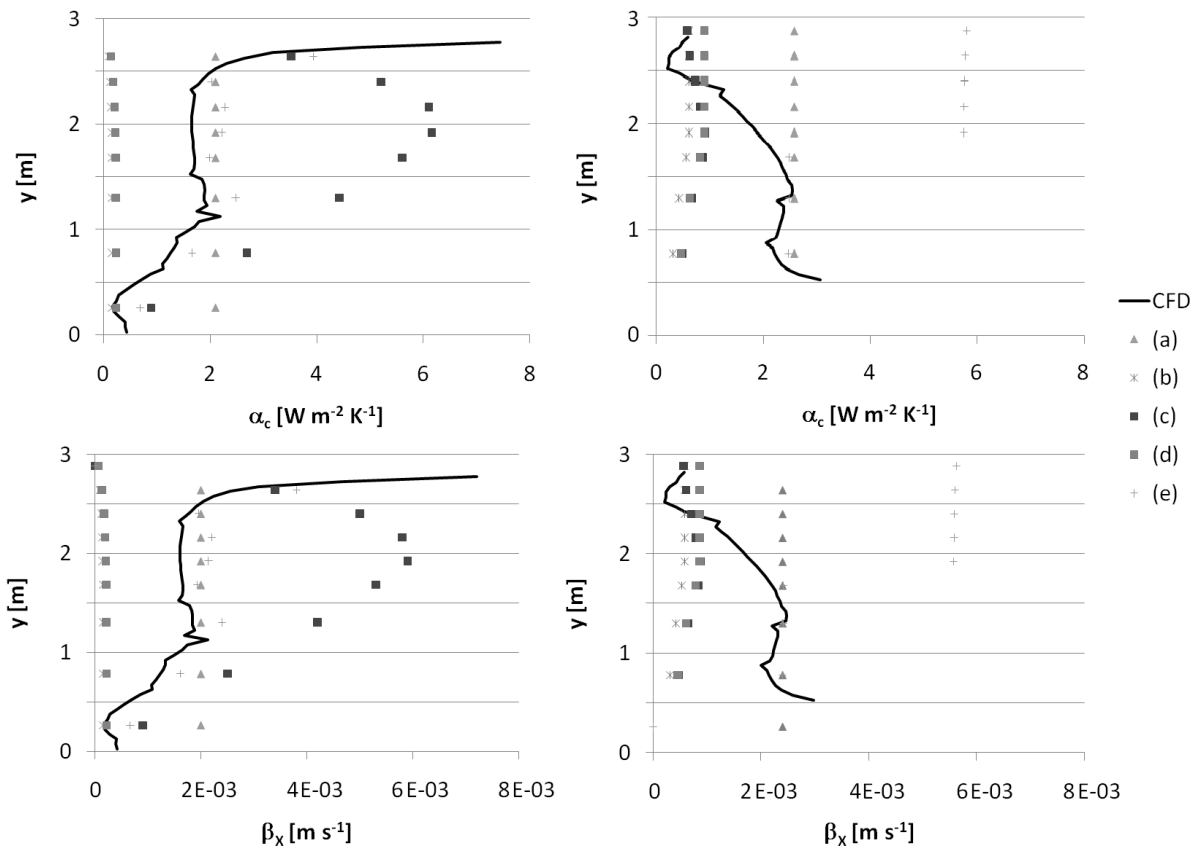 3
2
1
0
y [m]
0 2 4 6 8
αc [W m-2 K-1]
3
2
1
0
y [m]
0 2 4 6 8
αc [W m-2 K-1]
CFD
(a)
(b)
(c)
(d)
(e)
3
2
1
0
y [m]
0 2E-03 4E-03 6E-03 8E-03
βX [m s-1]
3
2
1
0
y [m]
0 2E-03 4E-03 6E-03 8E-03
βX [m s-1]